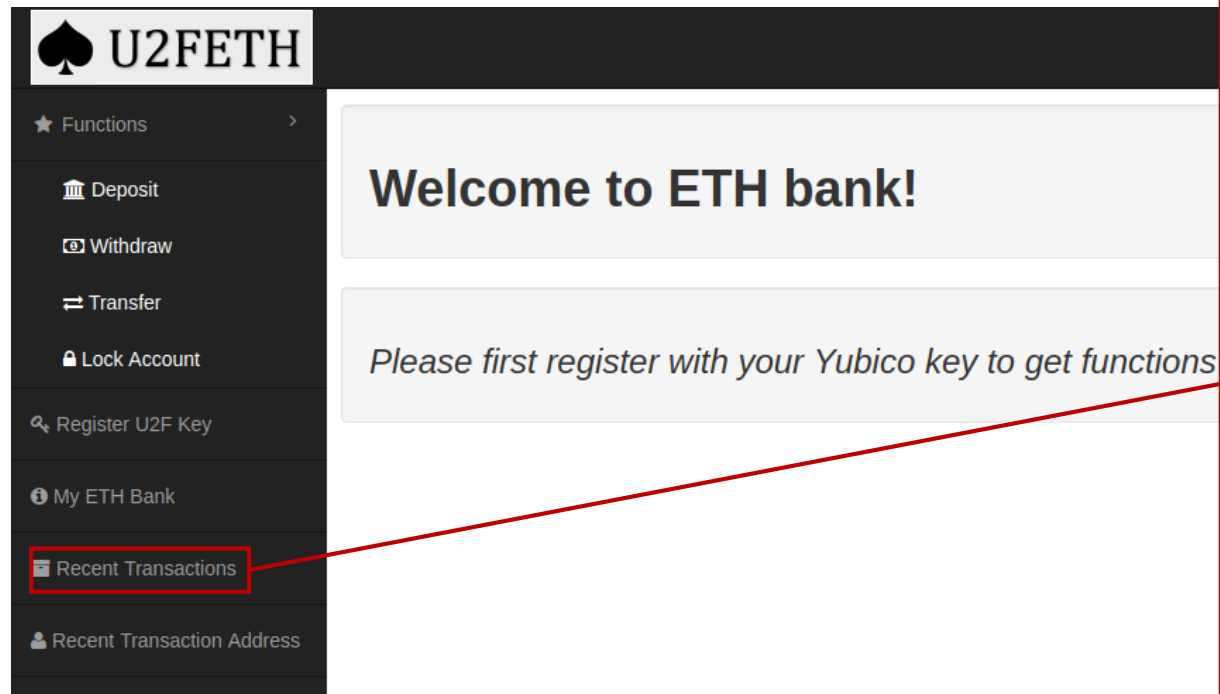 U2FETH
Functions
Deposit
Withdraw
Transfer
Lock Account
Register U2F Key
My ETH Bank
Recent Transactions
Recent Transaction Address
Welcome to ETH bank!
Please first register with your Yubico key to get functions